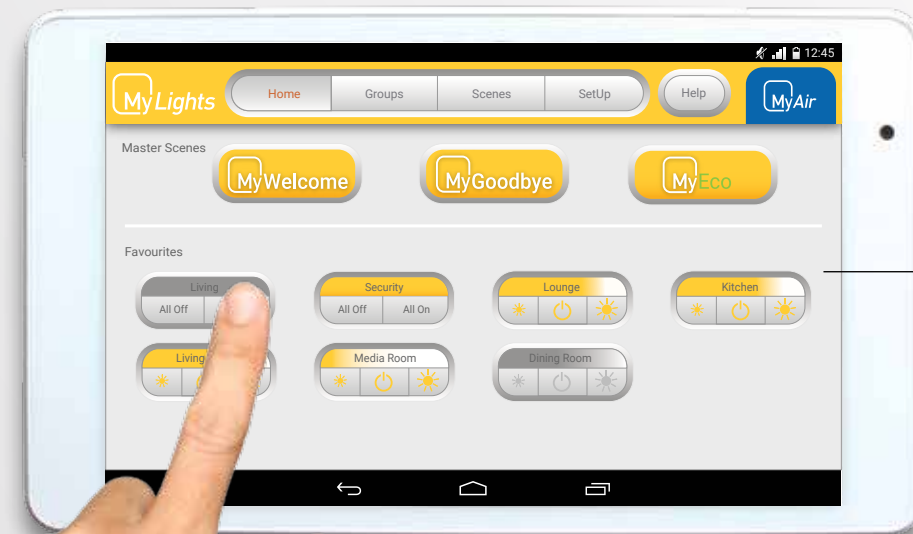 12:45
MyLights Home Groups Scenes SetUp Help MyAir
Master Scenes
MyWelcome MyGoodbye MyEco
Favourites
Living Security Lounge Kitchen
All Off All Off All On
Living Media Room Dining Room